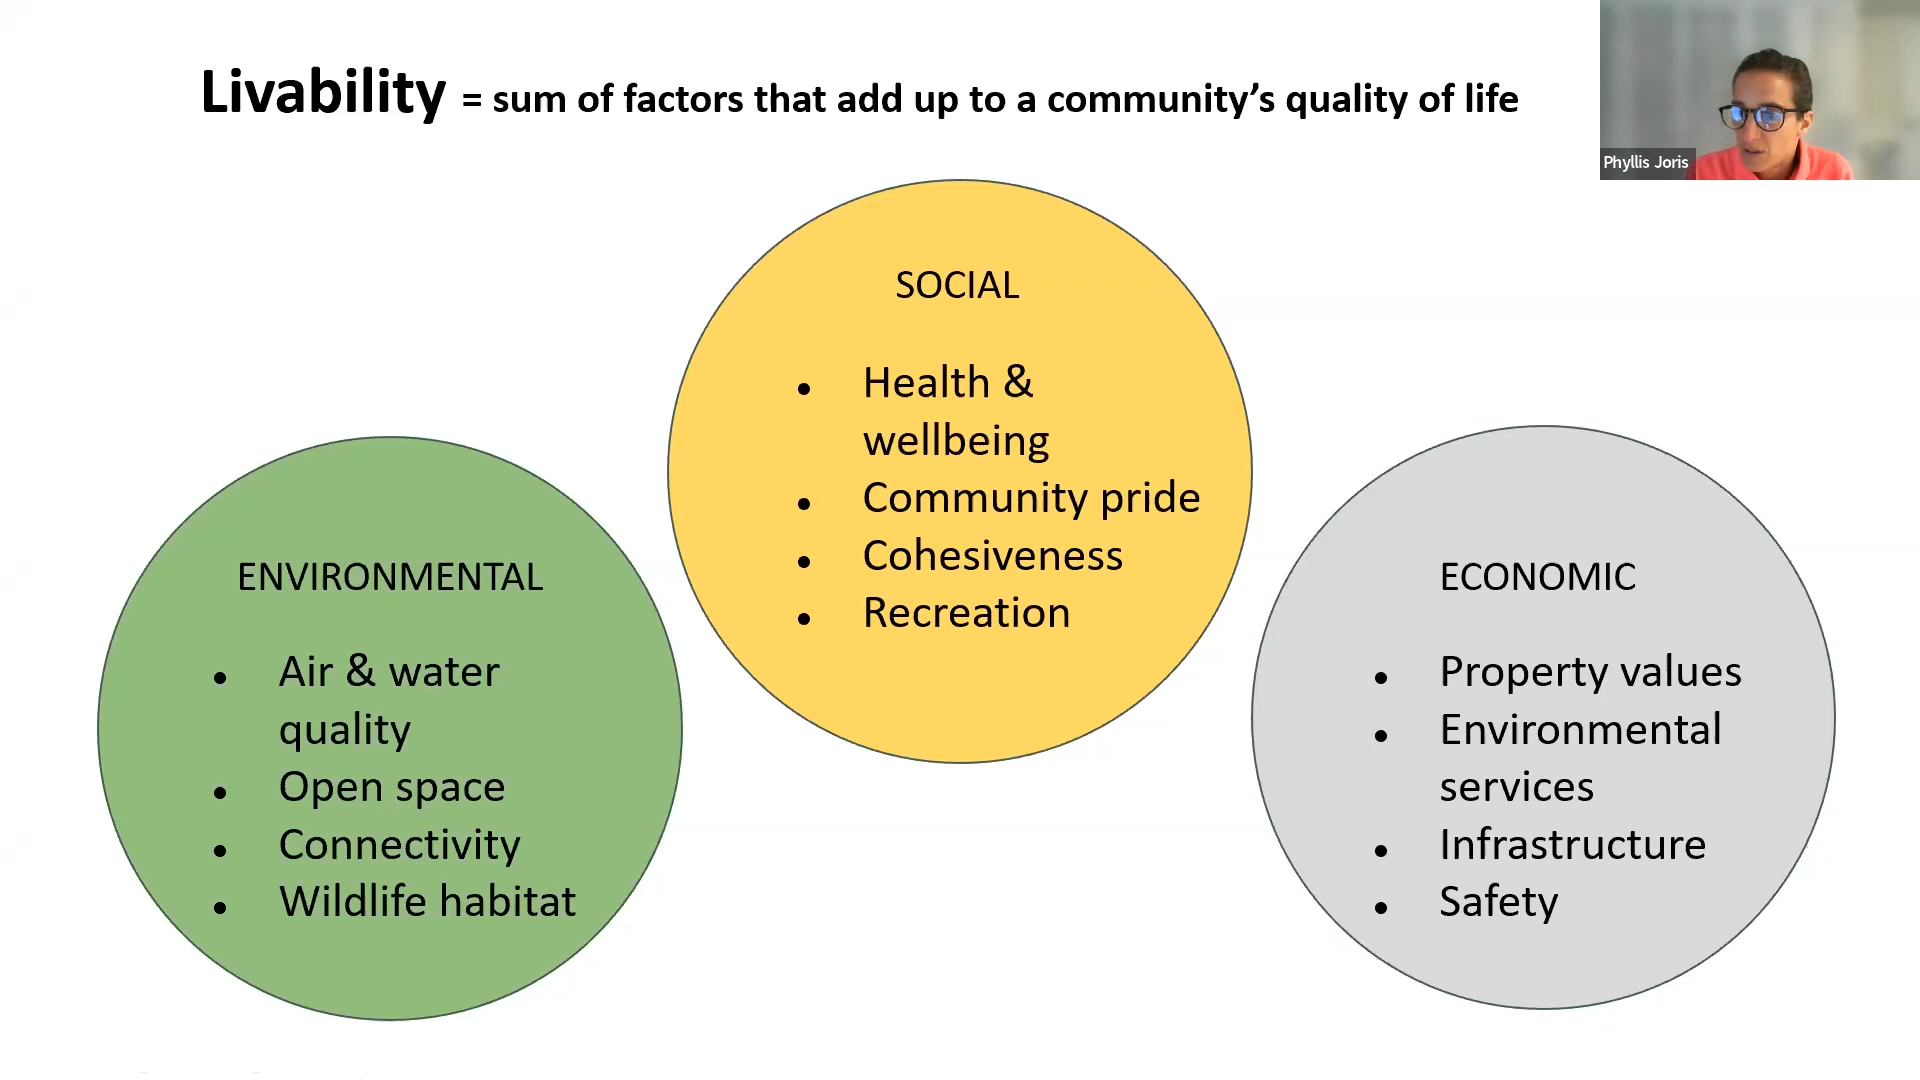 Livability = sum of factors that add up to a community’s quality of life
Phyllis Joris
SOCIAL
• Health &
wellbeing
• Community pride
• Cohesiveness
• Recreation
ENVIRONMENTAL
• Air & water
quality
• Open space
• Connectivity
• Wildlife habitat
ECONOMIC
• Property values
• Environmental
services
• Infrastructure
• Safety